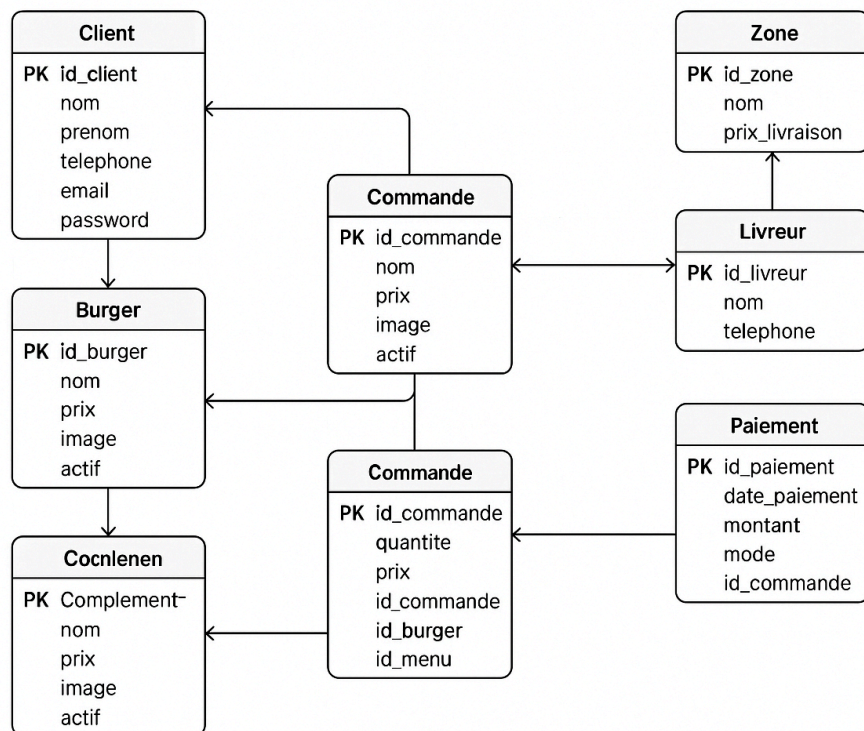 Client
PK id_client
nom
prenom
telephone
email
password
Burger
PK id_burger
nom
prix
image
actif
Cocnlenen
PK Complement-
nom
prix
image
actif
Commande
PK id_commande
nom
prix
image
actif
Commande
PK id_commande
quantite
prix
id_commande
id_burger
id_menu
Zone
PK id_zone
nom
prix_livraison
Livreur
PK id_livreur
nom
telephone
Paiement
PK id_paiement
date_paiement
montant
mode
id_commande